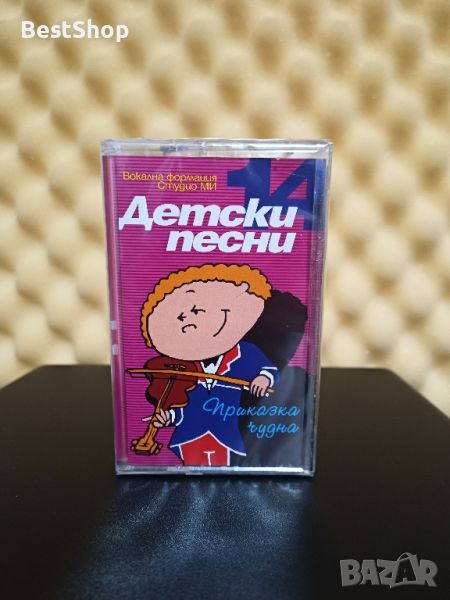 BestShop
Вокална формация
Студио МИ
14
Детски
песни
Приказка
чудна
BAZAR